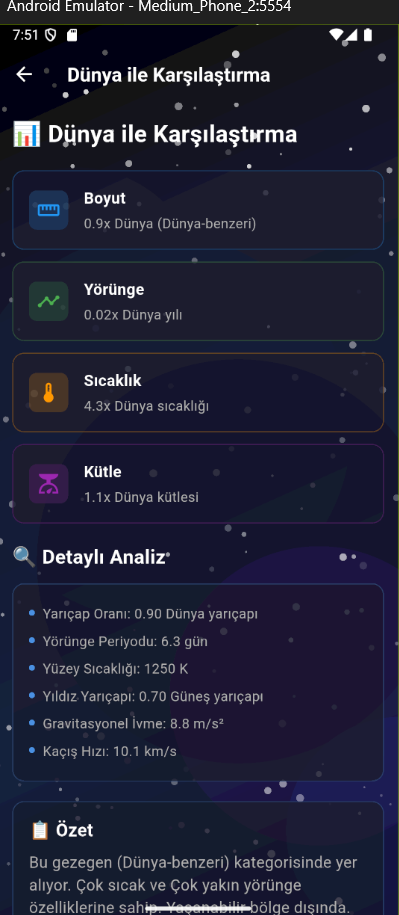 Android Emulator - Medium_Phone_2:5554
7:51
Dünya ile Karşılaştırma
📊 Dünya ile Karşılaştırma
Boyut
0.9x Dünya (Dünya-benzeri)
Yörünge
0.02x Dünya yılı
Sıcaklık
4.3x Dünya sıcaklığı
Kütle
1.1x Dünya kütlesi
🔍 Detaylı Analiz
• Yarıçap Oranı: 0.90 Dünya yarıçapı
• Yörünge Periyodu: 6.3 gün
• Yüzey Sıcaklığı: 1250 K
• Yıldız Yarıçapı: 0.70 Güneş yarıçapı
• Gravitasyonel İvme: 8.8 m/s²
• Kaçış Hızı: 10.1 km/s
📋 Özet
Bu gezegen (Dünya-benzeri) kategorisinde yer
alıyor. Çok sıcak ve Çok yakın yörünge
özelliklerine sahip. Yaşanabilir bölge dışında.